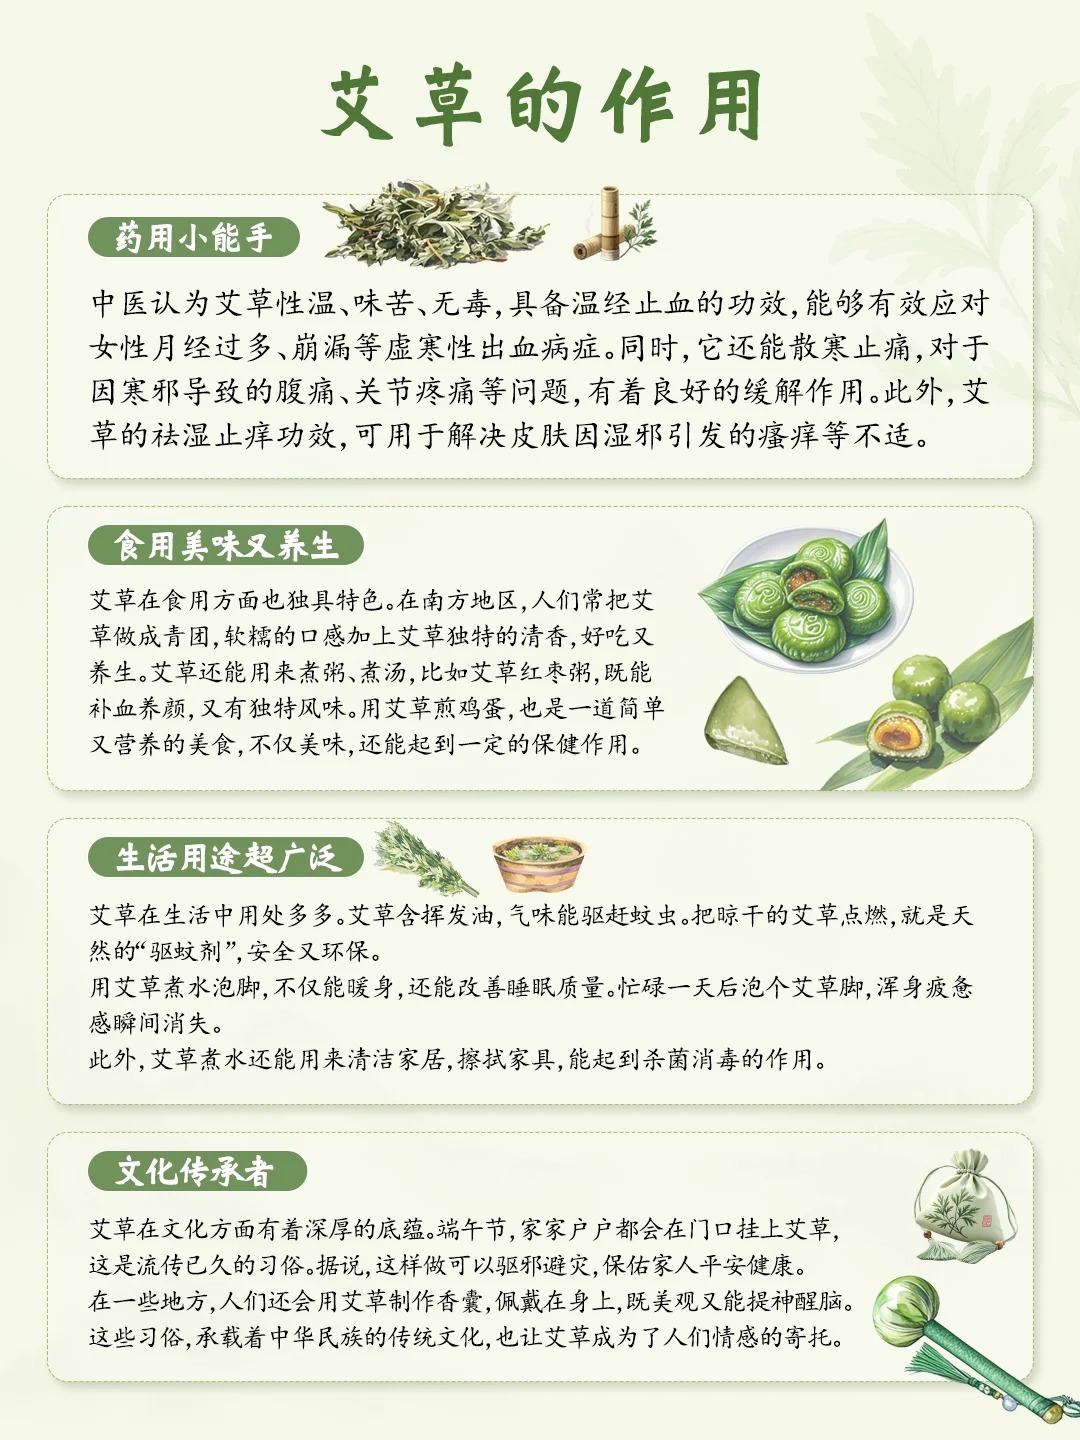 艾草的作用
药用小能手
中医认为艾草性温、味苦、无毒，具备温经止血的功效，能够有效应对
女性月经过多、崩漏等虚寒性出血病症。同时，它还能散寒止痛，对于
因寒邪导致的腹痛、关节疼痛等问题，有着良好的缓解作用。此外，艾
草的祛湿止痒功效，可用于解决皮肤因湿邪引发的瘙痒等不适。
食用美味又养生
艾草在食用方面也独具特色。在南方地区，人们常把艾
草做成青团，软糯的口感加上艾草独特的清香，好吃又
养生。艾草还能用来煮粥、煮汤，比如艾草红枣粥，既能
补血养颜，又有独特风味。用艾草煎鸡蛋，也是一道简单
又营养的美食，不仅美味，还能起到一定的保健作用。
生活用途超广泛
艾草在生活中用处多多。艾草含挥发油，气味能驱赶蚊虫。把晾干的艾草点燃，就是天
然的“驱蚊剂”，安全又环保。
用艾草煮水泡脚，不仅能暖身，还能改善睡眠质量。忙碌一天后泡个艾草脚，浑身疲惫
感瞬间消失。
此外，艾草煮水还能用来清洁家居，擦拭家具，能起到杀菌消毒的作用。
文化传承者
艾草在文化方面有着深厚的底蕴。端午节，家家户户都会在门口挂上艾草，
这是流传已久的习俗。据说，这样做可以驱邪避灾，保佑家人平安健康。
在一些地方，人们还会用艾草制作香囊，佩戴在身上，既美观又能提神醒脑。
这些习俗，承载着中华民族的传统文化，也让艾草成为了人们情感的寄托。